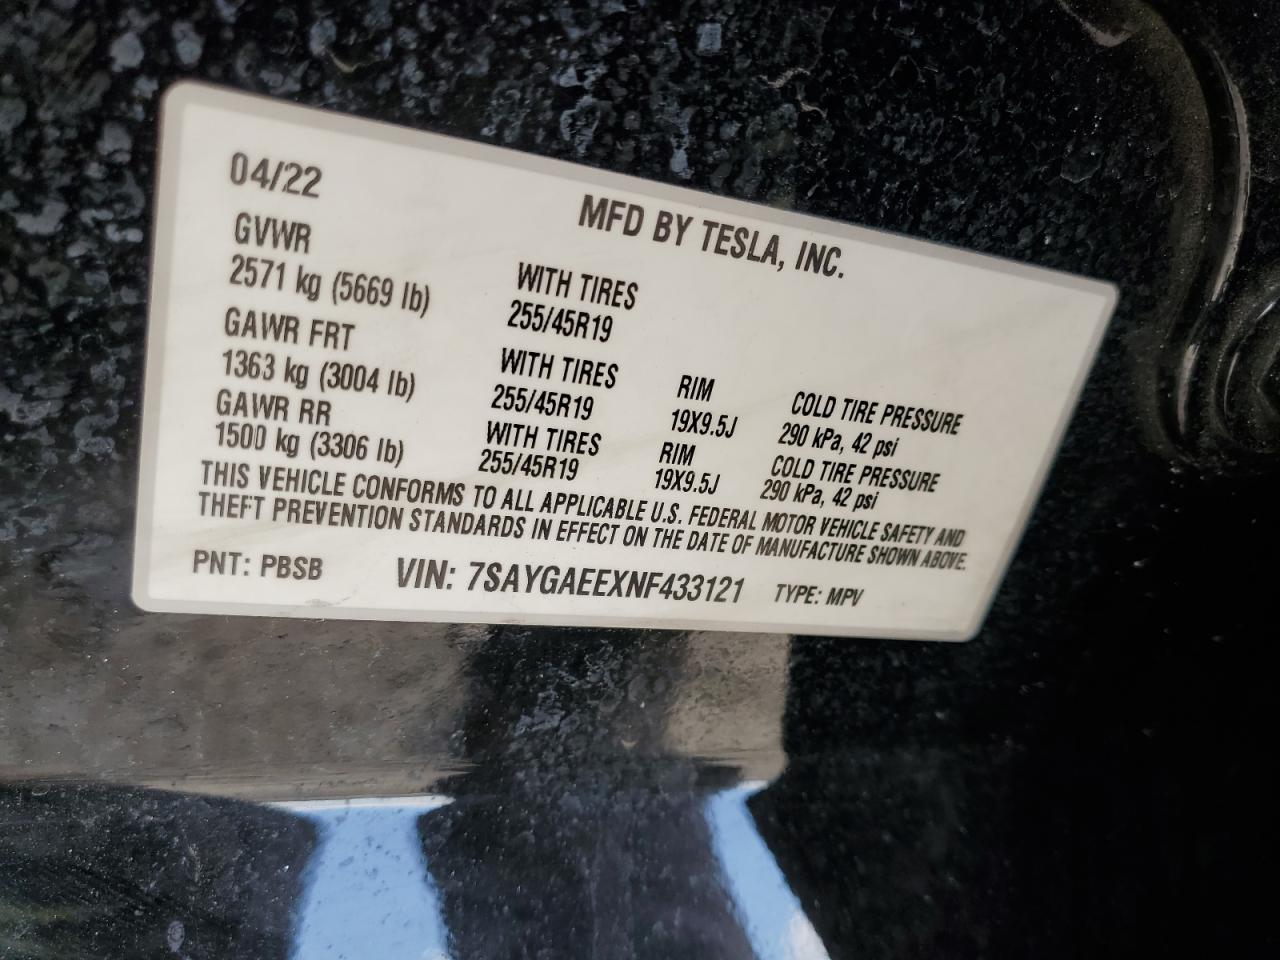 04/22
MFD BY TESLA, INC.
GVWR
2571 kg (5669 lb)
WITH TIRES
255/45R19
GAWR FRT
1363 kg (3004 lb)
WITH TIRES
255/45R19
RIM
19X9.5J
COLD TIRE PRESSURE
290 kPa, 42 psi
GAWR RR
1500 kg (3306 lb)
WITH TIRES
255/45R19
RIM
19X9.5J
COLD TIRE PRESSURE
290 kPa, 42 psi
THIS VEHICLE CONFORMS TO ALL APPLICABLE U.S. FEDERAL MOTOR VEHICLE SAFETY AND
THEFT PREVENTION STANDARDS IN EFFECT ON THE DATE OF MANUFACTURE SHOWN ABOVE.
PNT: PBSB VIN: 7SAYGAEEXNF433121 TYPE: MPV